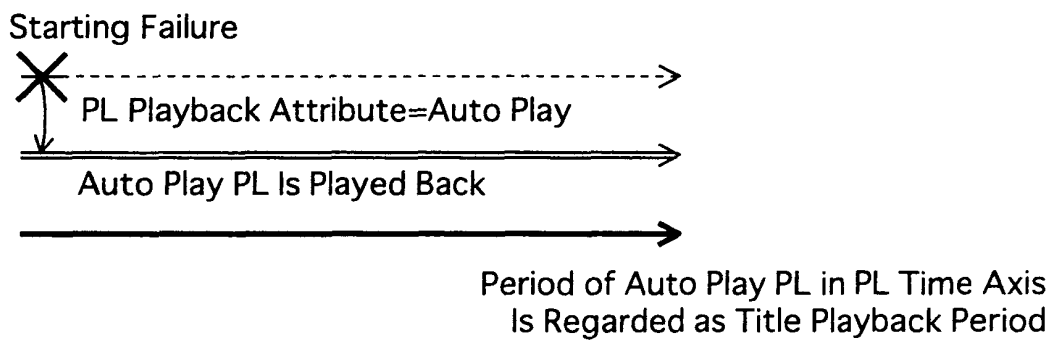 Starting Failure
PL Playback Attribute=Auto Play
Auto Play PL Is Played Back
Period of Auto Play PL in PL Time Axis
Is Regarded as Title Playback Period